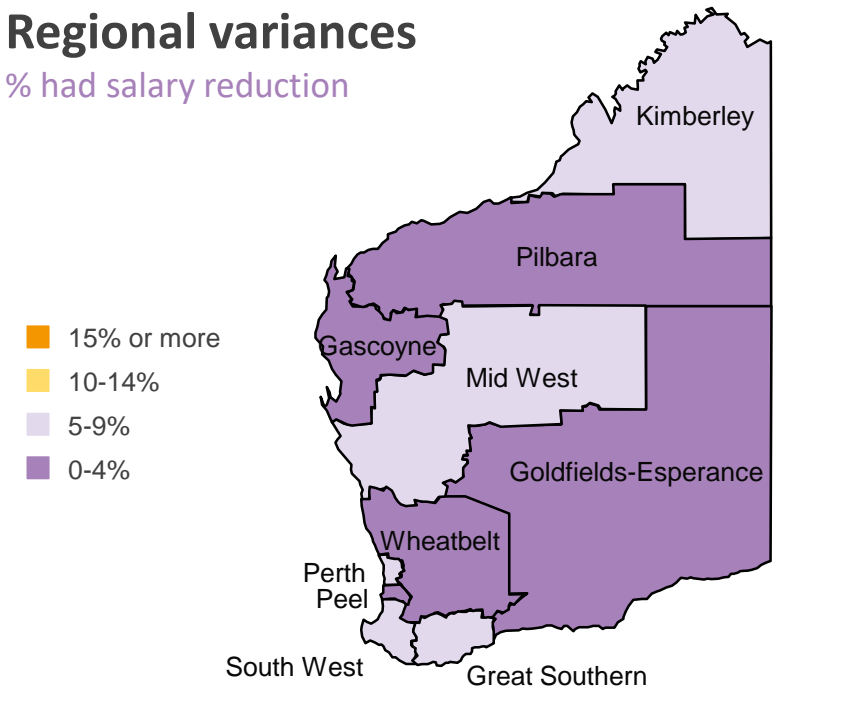 Regional variances
% had salary reduction
Kimberley
Pilbara
Gascoyne
Mid West
15% or more
10-14%
5-9%
0-4%
Goldfields-Esperance
Wheatbelt
Perth
Peel
South West
Great Southern